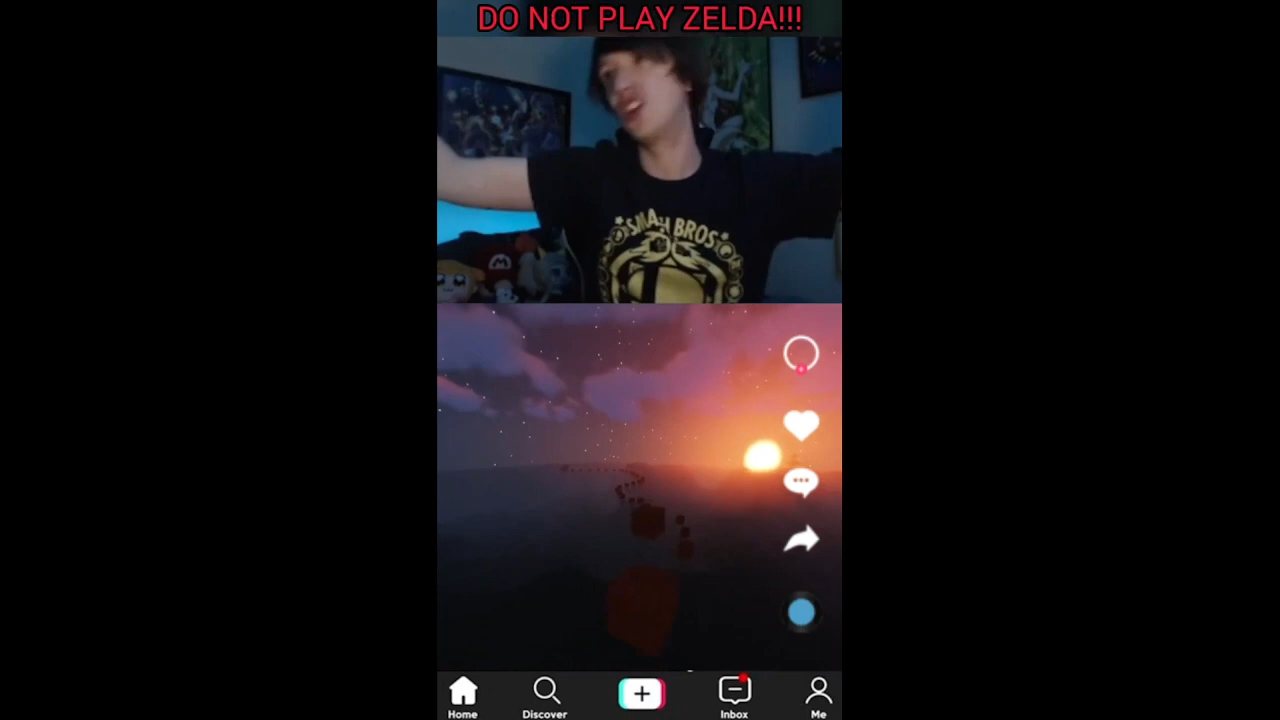 DO NOT PLAY ZELDA!!!
SMASH BROS
Home
Discover
Inbox
Me